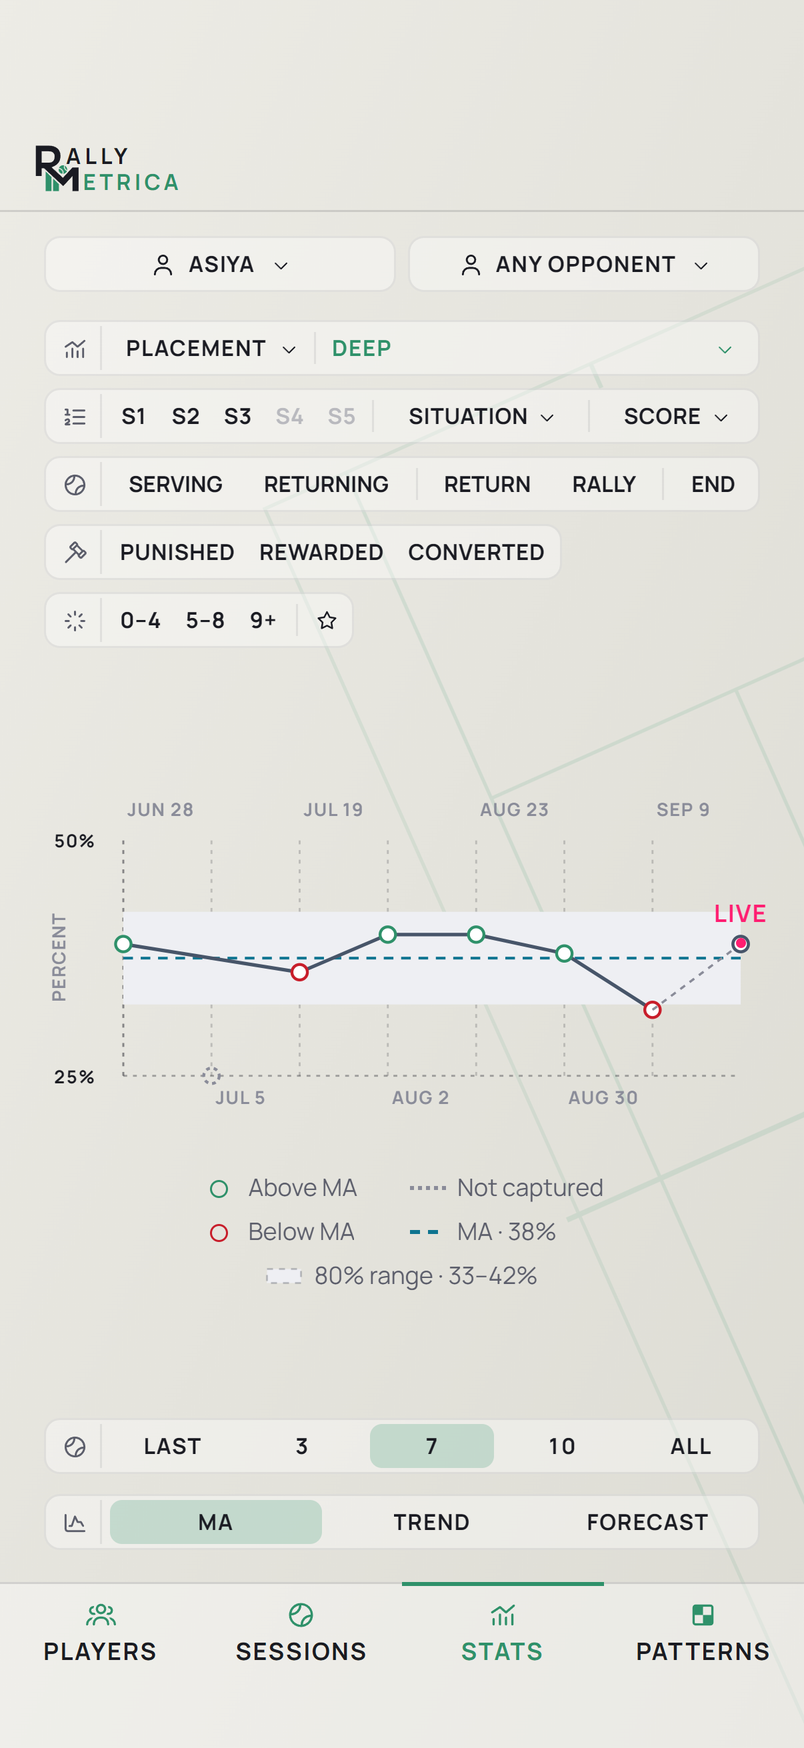 RALLY
METRICA
ASIYA
ANY OPPONENT
PLACEMENT DEEP
S1 S2 S3 S4 S5 SITUATION SCORE
SERVING RETURNING RETURN RALLY END
PUNISHED REWARDED CONVERTED
0–4 5–8 9+
JUN 28 JUL 19 AUG 23 SEP 9
50%
LIVE
PERCENT
25%
JUL 5 AUG 2 AUG 30
Above MA Not captured
Below MA MA · 38%
80% range · 33–42%
LAST 3 7 10 ALL
MA TREND FORECAST
PLAYERS SESSIONS STATS PATTERNS